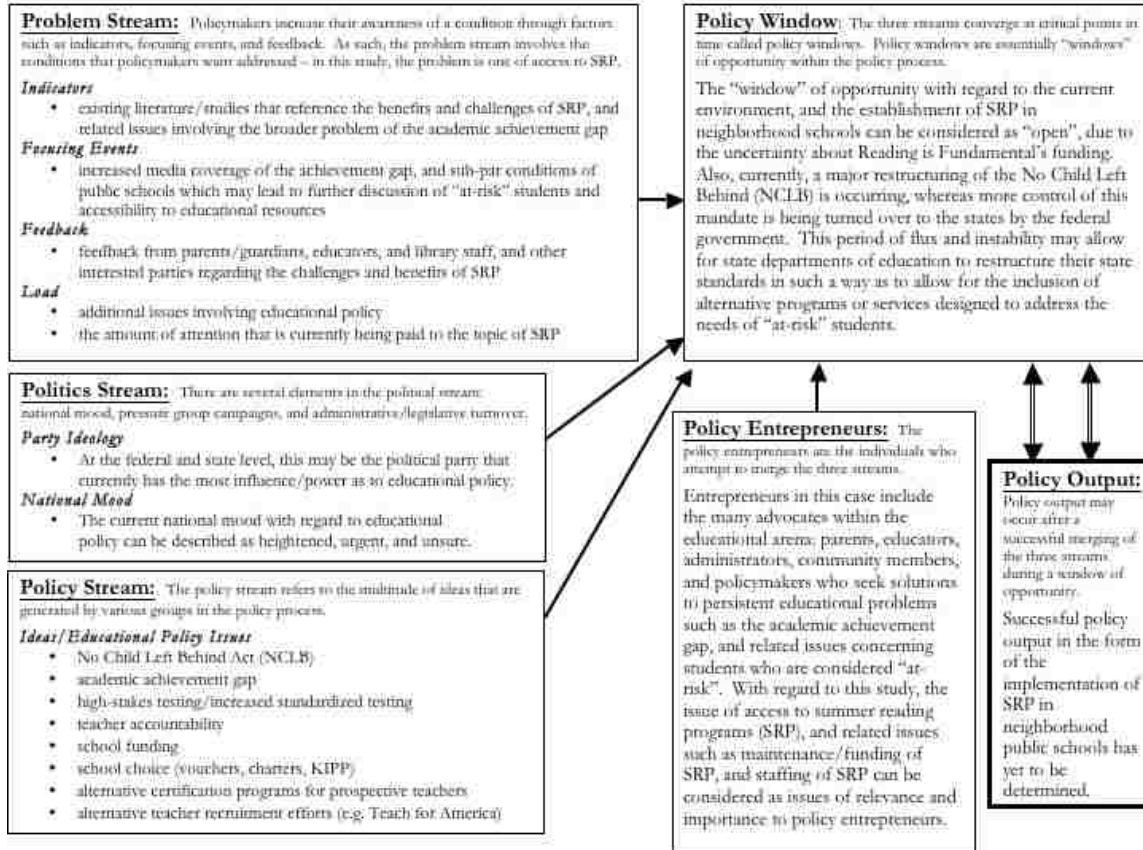 Problem Stream: Policymakers increase their awareness of a condition through factors
such as indicators, focusing events, and feedback. As such, the problem stream involves the
conditions that policymakers want addressed – in this study, the problem is one of access to SRP.
Indicators
▪ existing literature/studies that reference the benefits and challenges of SRP, and
related issues involving the broader problem of the academic achievement gap
Focusing Events
▪ increased media coverage of the achievement gap, and sub-par conditions of
public schools which may lead to further discussion of "at-risk" students and
accessibility to educational resources
Feedback
▪ feedback from parents/guardians, educators, and library staff, and other
interested parties regarding the challenges and benefits of SRP
Load
▪ additional issues involving educational policy
▪ the amount of attention that is currently being paid to the topic of SRP
Politics Stream: There are several elements in the political stream:
national mood, pressure group campaigns, and administrative/legislative turnover.
Party Ideology
▪ At the federal and state level, this may be the political party that
currently has the most influence/power as to educational policy.
National Mood
▪ The current national mood with regard to educational
policy can be described as heightened, urgent, and unsure.
Policy Stream: The policy stream refers to the multitude of ideas that are
generated by various groups in the policy process.
Ideas/Educational Policy Issues
▪ No Child Left Behind Act (NCLB)
▪ academic achievement gap
▪ high-stakes testing/increased standardized testing
▪ teacher accountability
▪ school funding
▪ school choice (vouchers, charters, KIPP)
▪ alternative certification programs for prospective teachers
▪ alternative teacher recruitment efforts (e.g. Teach for America)
Policy Window: The three streams converge at critical points in
time called policy windows. Policy windows are essentially "windows"
of opportunity within the policy process.
The "window" of opportunity with regard to the current
environment, and the establishment of SRP in
neighborhood schools can be considered as "open", due to
the uncertainty about Reading is Fundamental's funding.
Also, currently, a major restructuring of the No Child Left
Behind (NCLB) is occurring, whereas more control of this
mandate is being turned over to the states by the federal
government. This period of flux and instability may allow
for state departments of education to restructure their state
standards in such a way as to allow for the inclusion of
alternative programs or services designed to address the
needs of "at-risk" students.
Policy Entrepreneurs: The
policy entrepreneurs are the individuals who
attempt to merge the three streams.
Entrepreneurs in this case include
the many advocates within the
educational arena; parents, educators,
administrators, community members,
and policymakers who seek solutions
to persistent educational problems
such as the academic achievement
gap, and related issues concerning
students who are considered "at-
risk". With regard to this study, the
issue of access to summer reading
programs (SRP), and related issues
such as maintenance/funding of
SRP, and staffing of SRP can be
considered as issues of relevance and
importance to policy entrepreneurs.
Policy Output:
Policy output may
occur after a
successful merging of
the three streams
during a window of
opportunity.
Successful policy
output in the form
of the
implementation of
SRP in
neighborhood
public schools has
yet to be
determined.